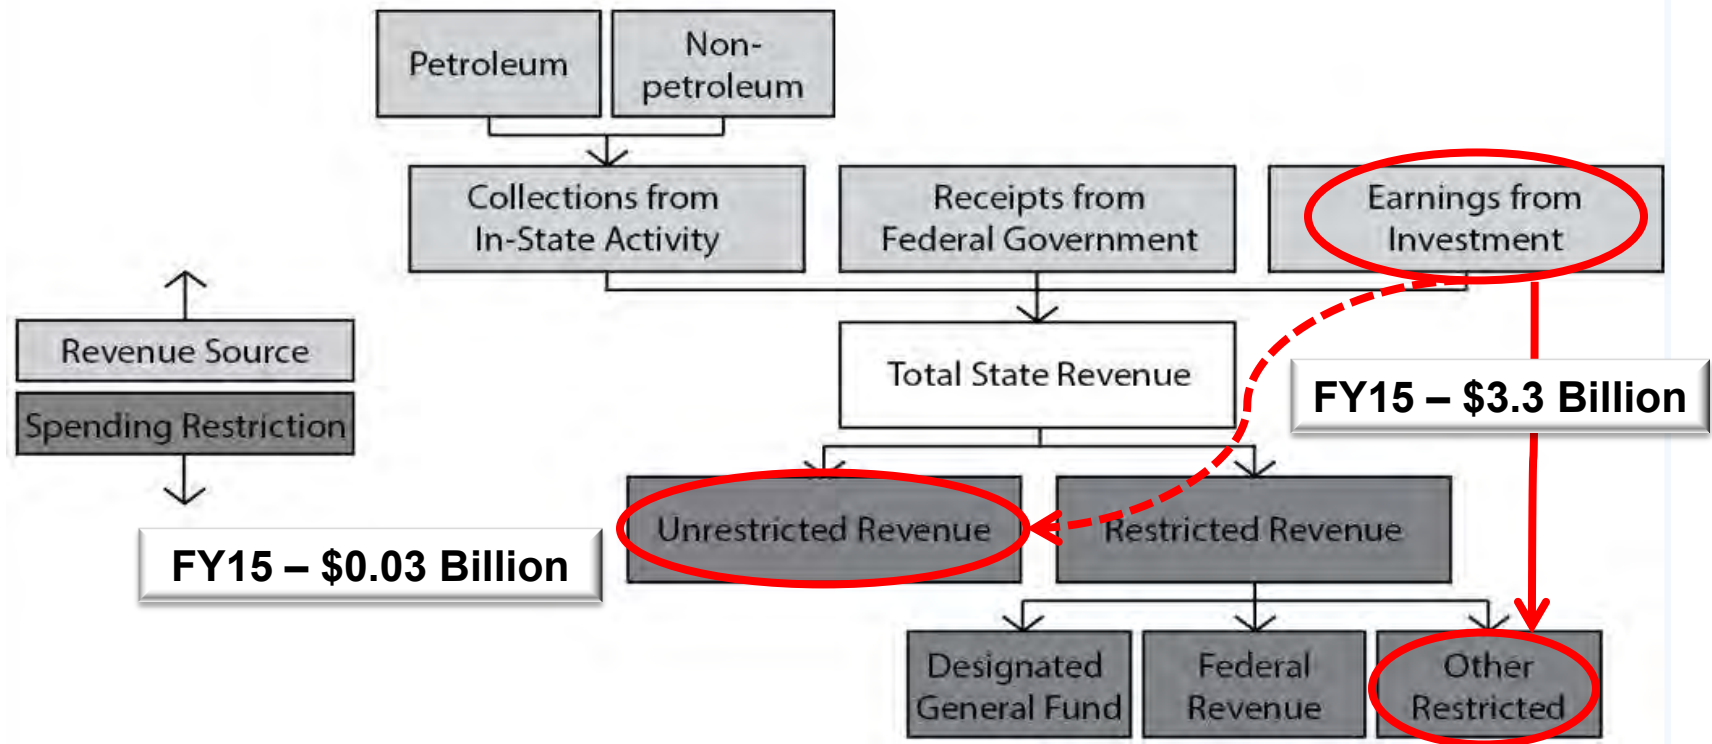 Petroleum
Non-
petroleum
Collections from
In-State Activity
Receipts from
Federal Government
Earnings from
Investment
Revenue Source
Spending Restriction
Total State Revenue
FY15 – $3.3 Billion
Unrestricted Revenue
Restricted Revenue
FY15 – $0.03 Billion
Designated
General Fund
Federal
Revenue
Other
Restricted